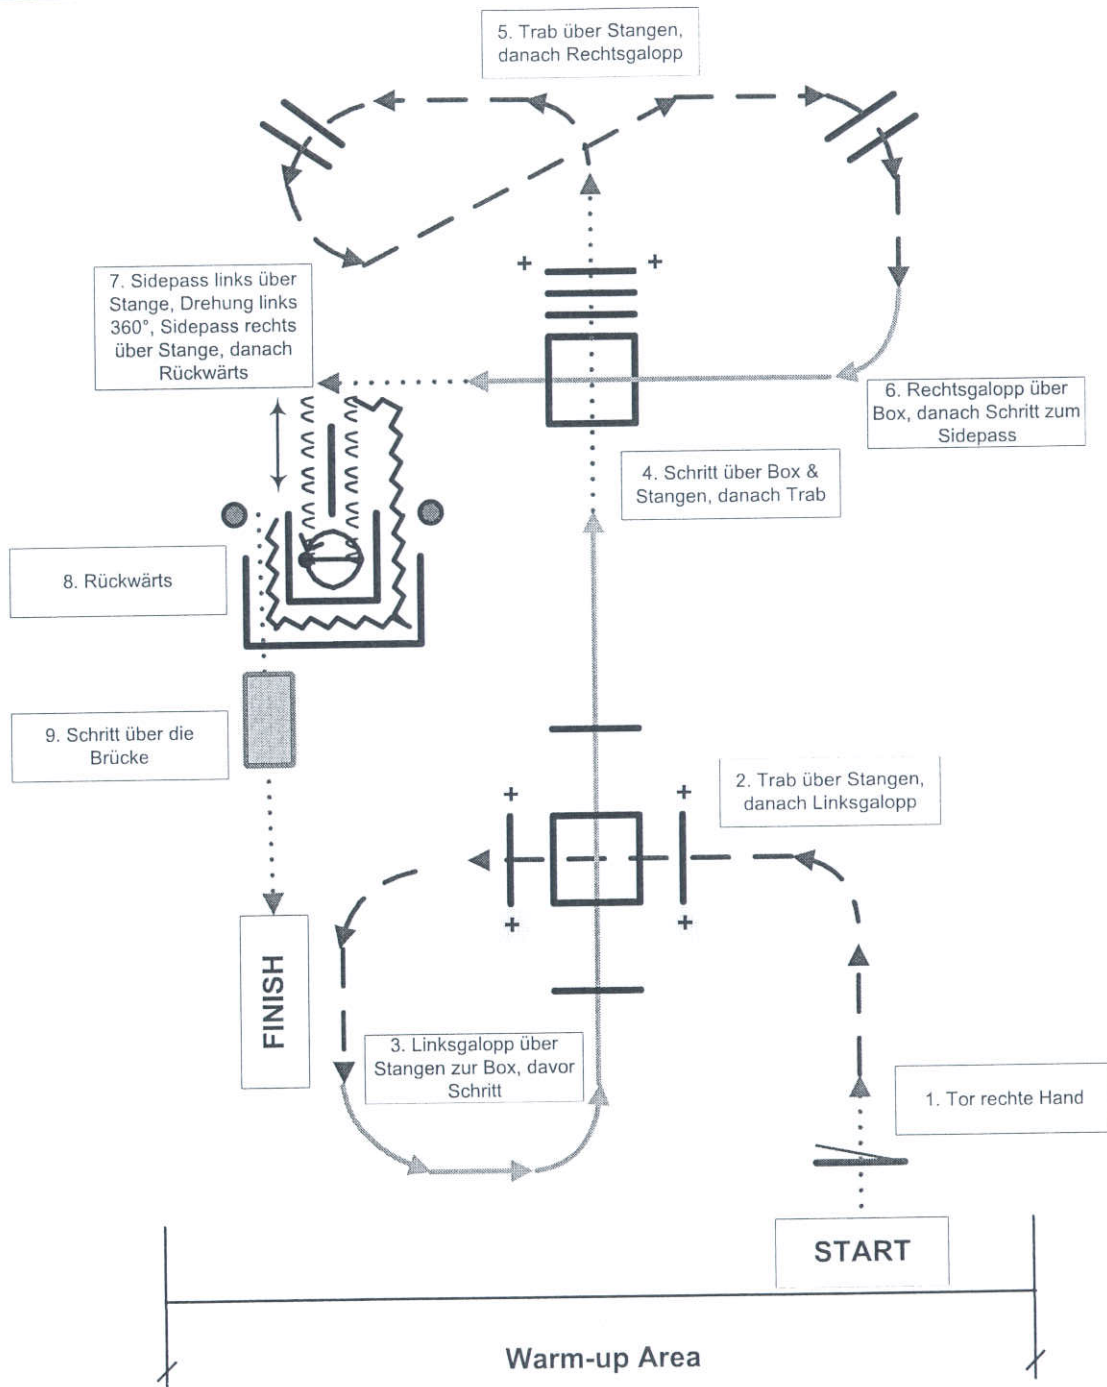 5. Trab über Stangen,
danach Rechtsgalopp
7. Sidepass links über
Stange, Drehung links
360°, Sidepass rechts
über Stange, danach
Rückwärts
6. Rechtsgalopp über
Box, danach Schritt zum
Sidepass
4. Schritt über Box &
Stangen, danach Trab
8. Rückwärts
9. Schritt über die
Brücke
2. Trab über Stangen,
danach Linksgalopp
FINISH
3. Linksgalopp über
Stangen zur Box, davor
Schritt
1. Tor rechte Hand
START
Warm-up Area